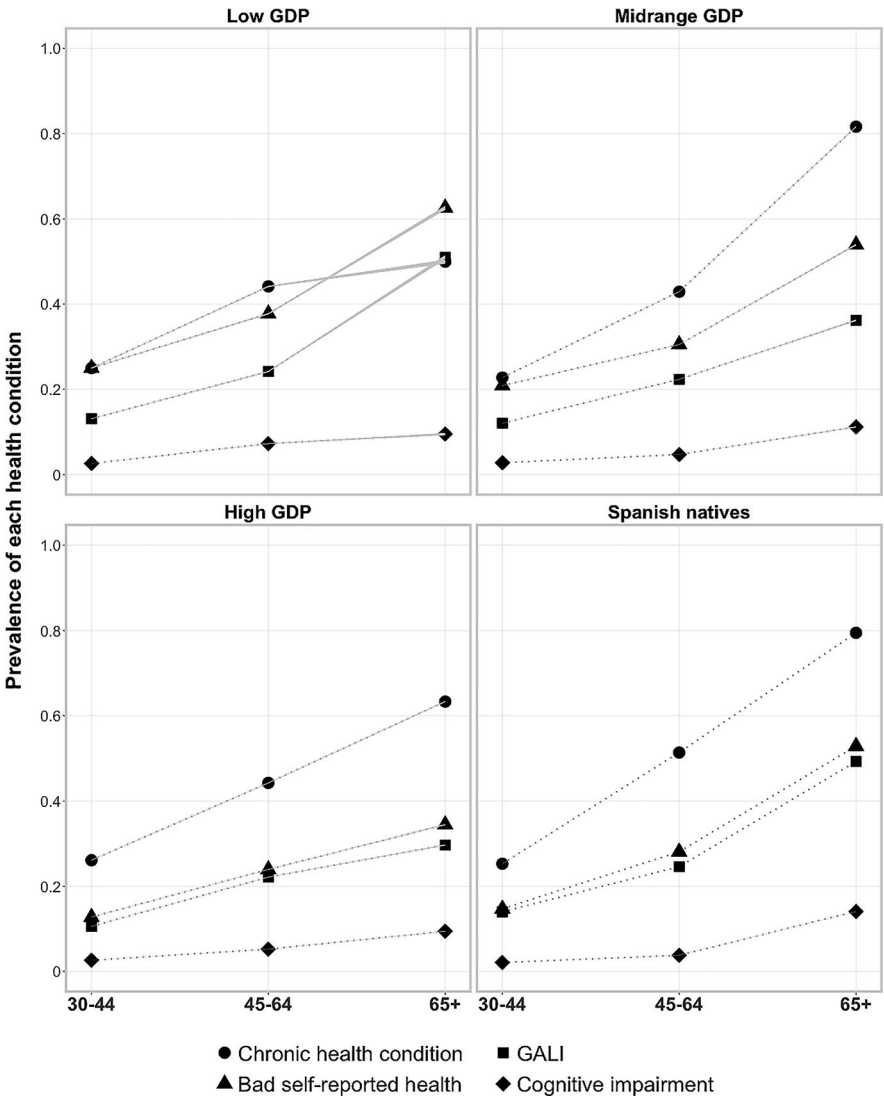 Low GDP
Midrange GDP
1.0
0.8
0.6
0.4
0.2
0
High GDP
Spanish natives
1.0
0.8
0.6
0.4
0.2
0
30-44
45-64
65+
30-44
45-64
65+
Prevalence of each health condition
Chronic health condition
GALI
Bad self-reported health
Cognitive impairment